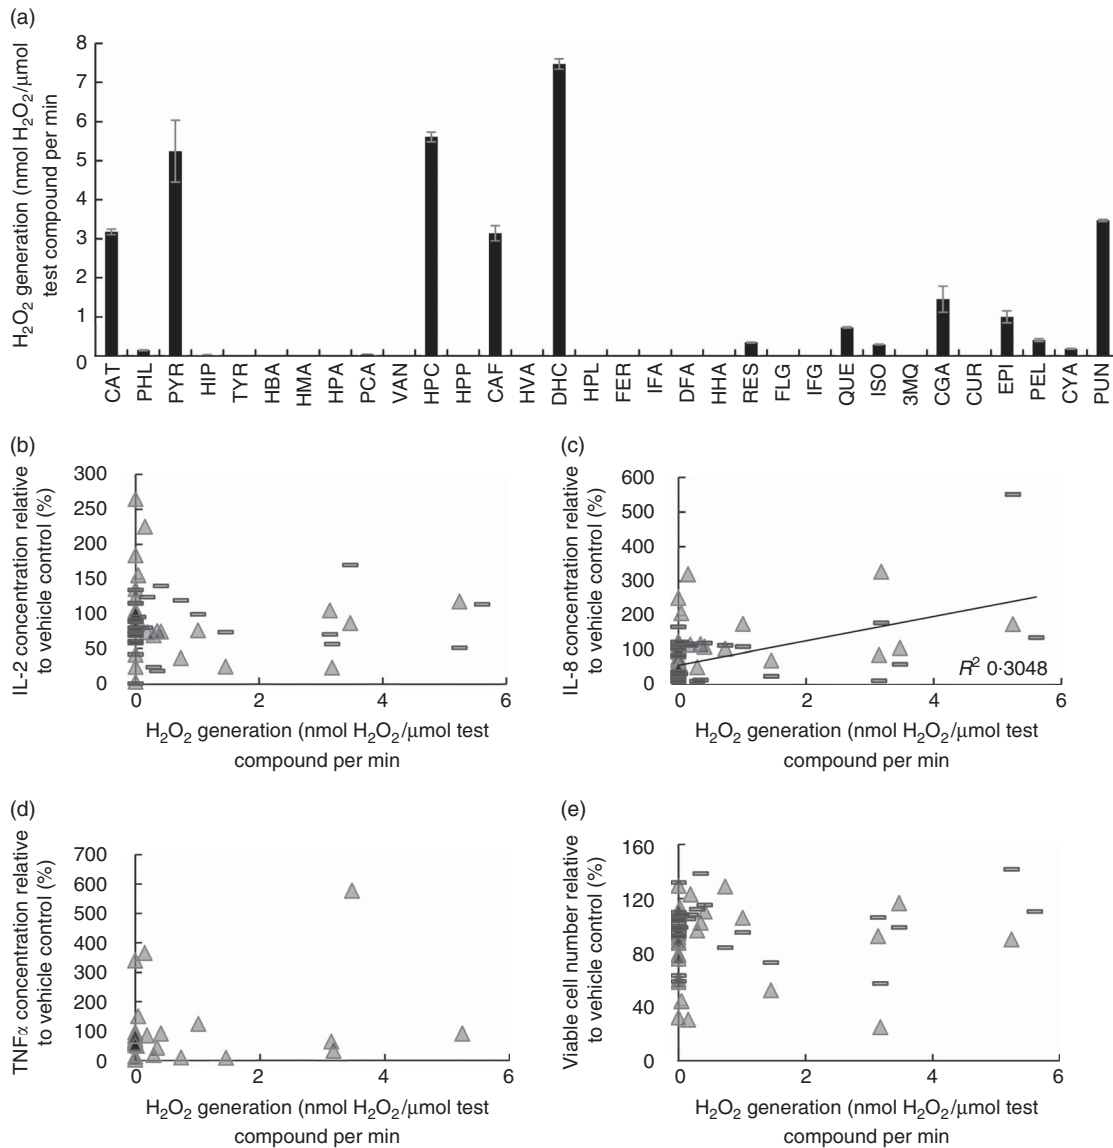 (a)
H₂O₂ generation (nmol H₂O₂/μmol
test compound per min
8
7
6
5
4
3
2
1
0
CAT PHL PYR HIP TYR HBA HMA HPA PCA VAN HPC HPP CAF HVA DHC HPL FER IFA DFA HHA RES FLG IFG QUE ISO 3MQ CGA CUR EPI PEL CYA PUN
(b)
IL-2 concentration relative
to vehicle control (%)
300
250
200
150
100
50
0
0 2 4 6
H₂O₂ generation (nmol H₂O₂/μmol test
compound per min
(c)
IL-8 concentration relative
to vehicle control (%)
600
500
400
300
200
100
0
R² 0·3048
0 2 4 6
H₂O₂ generation (nmol H₂O₂/μmol test
compound per min
(d)
TNFα concentration relative
to vehicle control (%)
700
600
500
400
300
200
100
0
0 2 4 6
H₂O₂ generation (nmol H₂O₂/μmol test
compound per min
(e)
Viable cell number relative
to vehicle control (%)
160
120
80
40
0
0 2 4 6
H₂O₂ generation (nmol H₂O₂/μmol test
compound per min